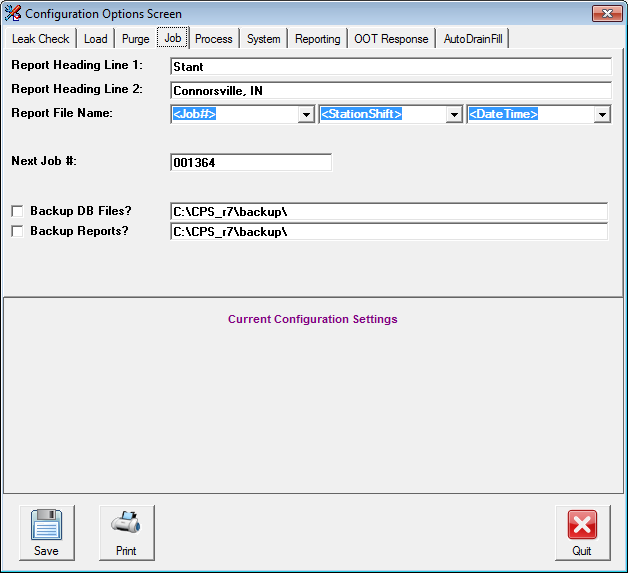 Configuration Options Screen
Leak Check Load Purge Job Process System Reporting OOT Response AutoDrainFill
Report Heading Line 1: Stant
Report Heading Line 2: Connorsville, IN
Report File Name: <Job#> <StationShift> <DateTime>
Next Job #: 001364
Backup DB Files? C:\CPS_r7\backup\
Backup Reports? C:\CPS_r7\backup\
Current Configuration Settings
Save Print Quit